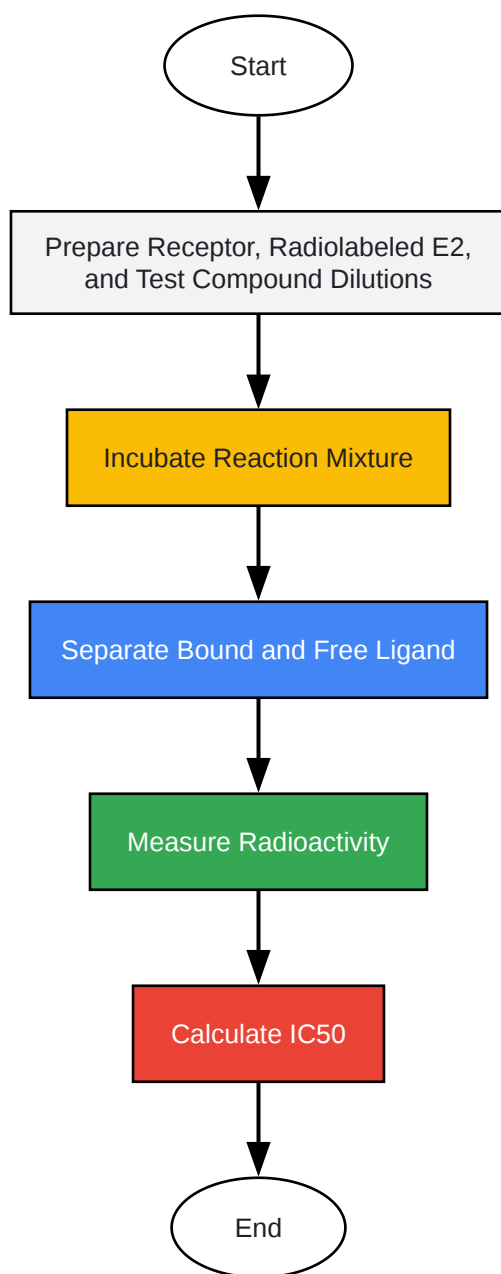 Start
Prepare Receptor, Radiolabeled E2,
and Test Compound Dilutions
Incubate Reaction Mixture
Separate Bound and Free Ligand
Measure Radioactivity
Calculate IC50
End